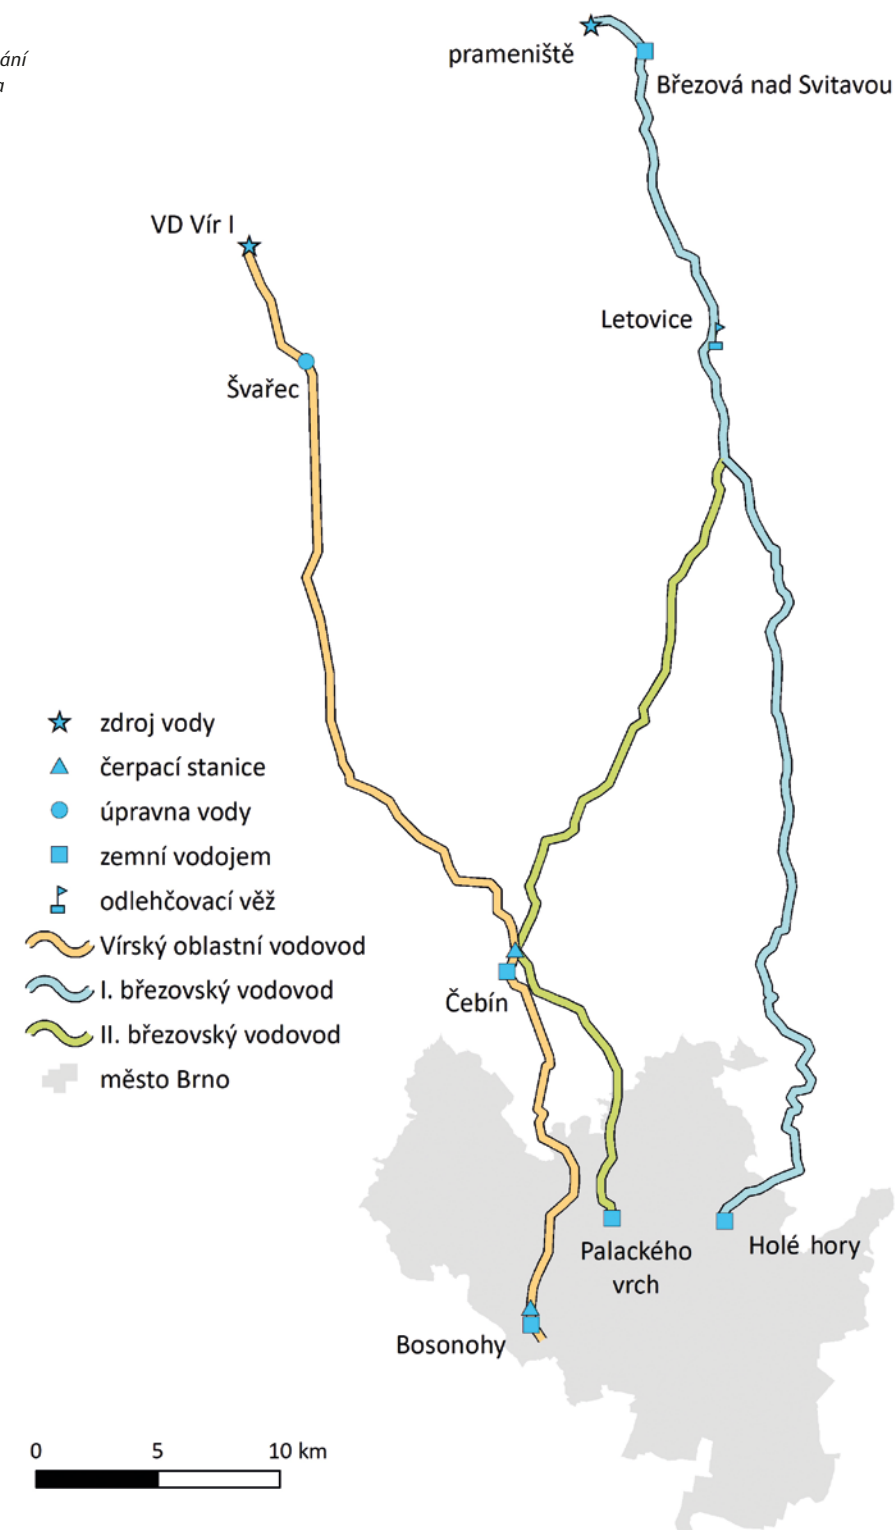 prameniště
Březová nad Svitavou
VD Vír I
Letovice
Švařec
zdroj vody
čerpací stanice
úpravna vody
zemní vodojem
odlehčovací věž
Vírský oblastní vodovod
I. březovský vodovod
II. březovský vodovod
město Brno
Čebín
Palackého
vrch
Holé hory
Bosonohy
0 5 10 km